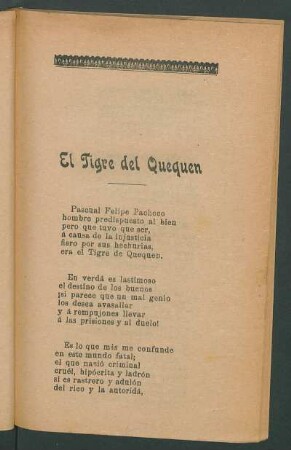 El Tigre del Quequen
Pascual Felipe Pacheco
hombre predispuesto al bien
pero que tuvo que ser,
á causa de la injusticia
fiero por sus hechurias,
era el Tigre de Quequen.
En verdá es lastimoso
el destino de los buenos
¡si parece que un mal genio
los desea avasallar
y á rempujones llevar
á las prisiones y al duelo!
Es lo que más me confunde
en este mundo fatal;
el que nació criminal
cruél, hipócrita y ladrón
si es rastrero y adulón
del rico y la autoridá,